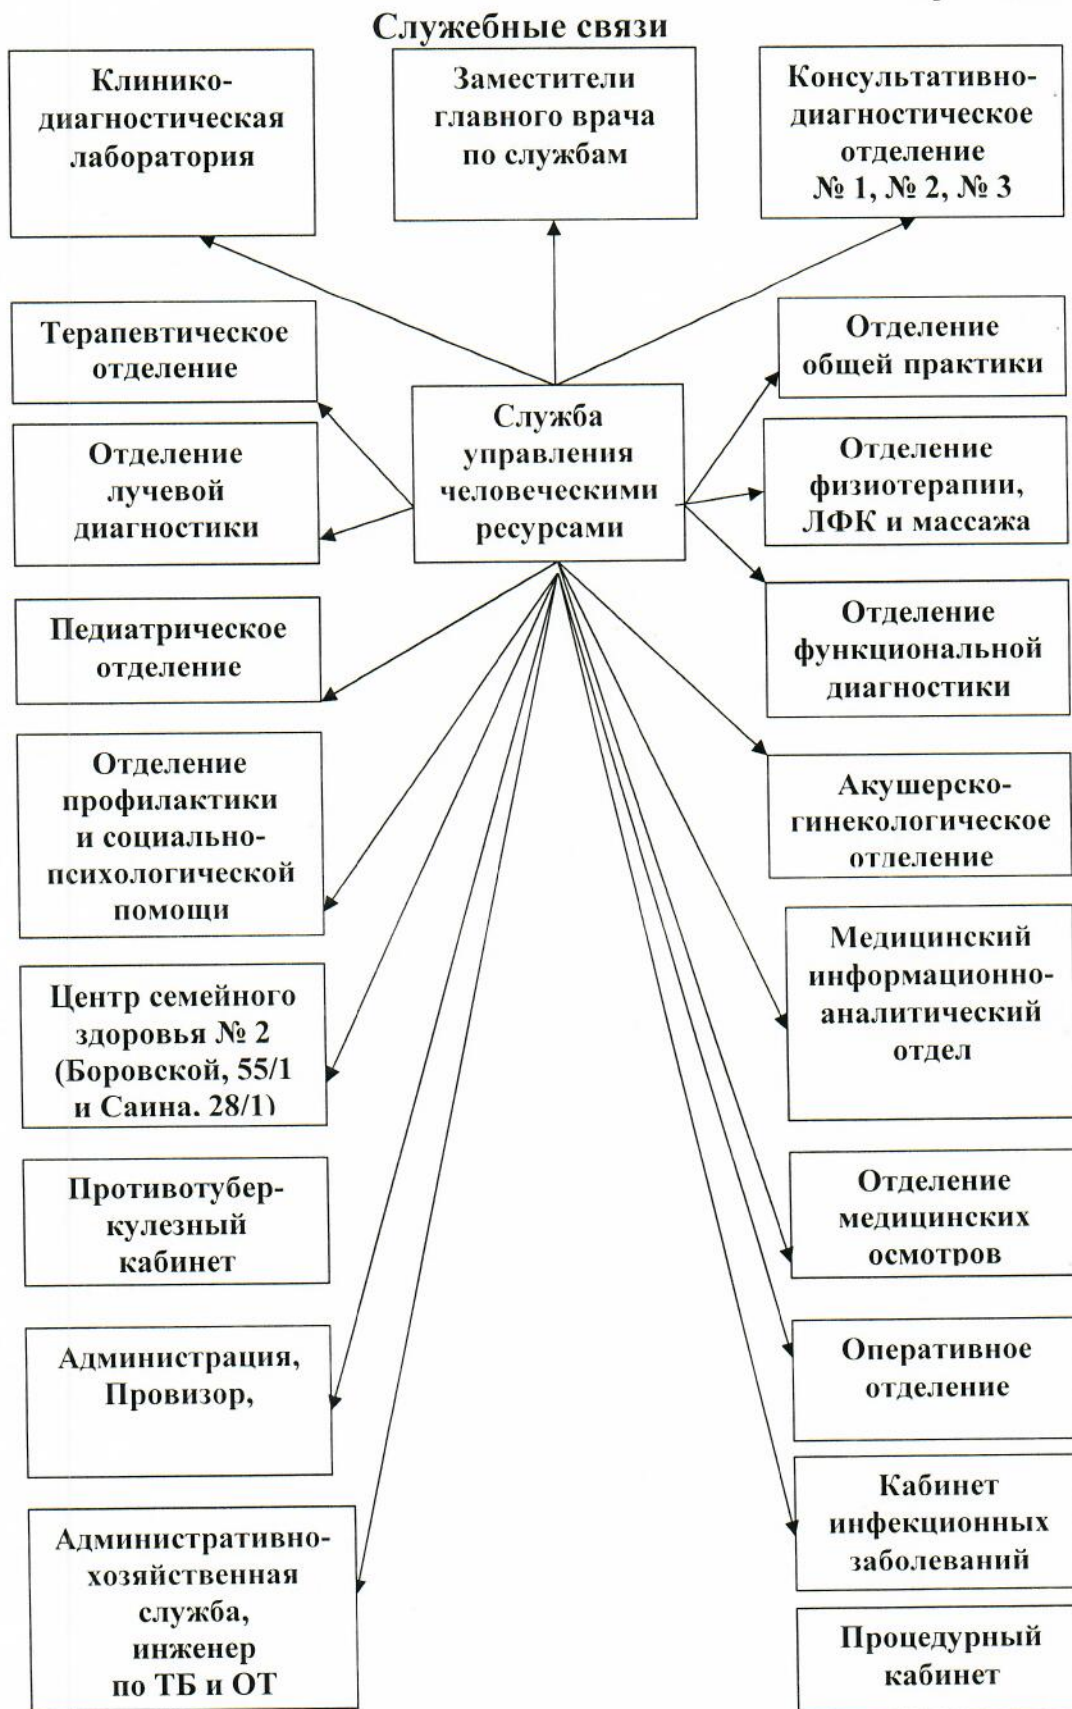 Служебные связи
Клинико-
диагностическая
лаборатория
Заместители
главного врача
по службам
Консультативно-
диагностическое
отделение
№ 1, № 2, № 3
Терапевтическое
отделение
Отделение
общей практики
Служба
управления
человеческими
ресурсами
Отделение
лучевой
диагностики
Отделение
физиотерапии,
ЛФК и массажа
Педиатрическое
отделение
Отделение
функциональной
диагностики
Отделение
профилактики
и социально-
психологической
помощи
Акушерско-
гинекологическое
отделение
Центр семейного
здоровья № 2
(Боровской, 55/1
и Саина, 28/1)
Медицинский
информационно-
аналитический
отдел
Противотубер-
кулезный
кабинет
Отделение
медицинских
осмотров
Администрация,
Провизор,
Оперативное
отделение
Административно-
хозяйственная
служба,
инженер
по ТБ и ОТ
Кабинет
инфекционных
заболеваний
Процедурный
кабинет